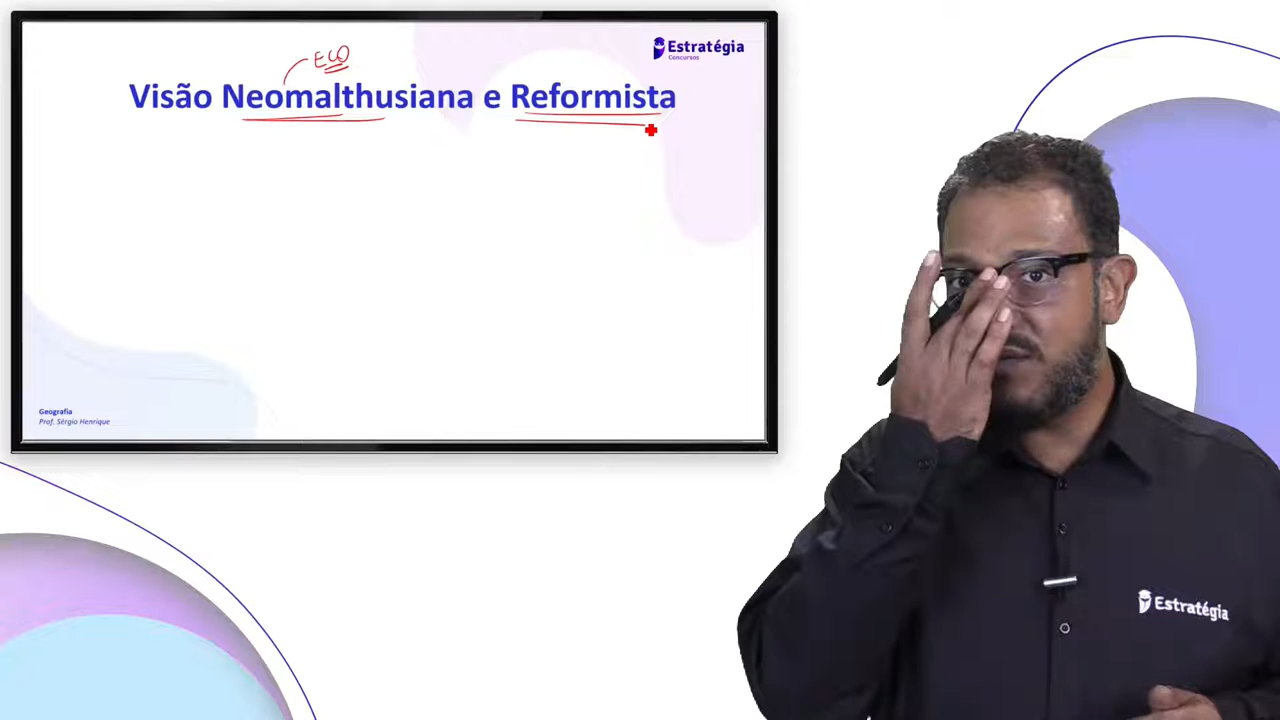 ECO
Estratégia
Concursos
Visão Neomalthusiana e Reformista
Geografia
Prof. Sérgio Henrique
Estratégia